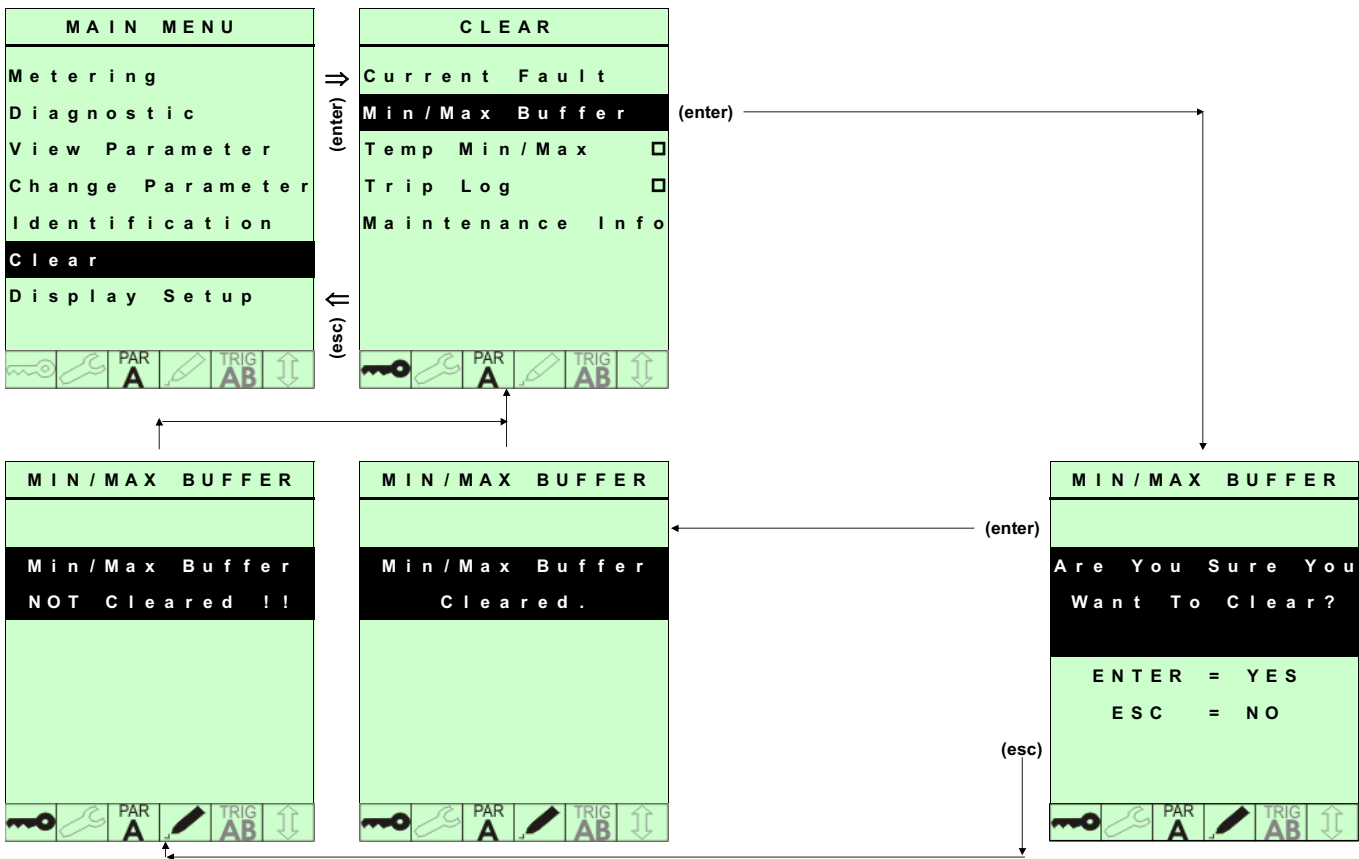 MAIN MENU
Metering
Diagnostic
View Parameter
Change Parameter
Identification
Clear
Display Setup
PAR
A
TRIG
AB
(enter)
(esc)
CLEAR
Current Fault
Min/Max Buffer
Temp Min/Max
Trip Log
Maintenance Info
PAR
A
TRIG
AB
(enter)
MIN/MAX BUFFER
Min/Max Buffer
NOT Cleared !!
PAR
A
TRIG
AB
MIN/MAX BUFFER
Min/Max Buffer
Cleared.
PAR
A
TRIG
AB
(enter)
(esc)
MIN/MAX BUFFER
Are You Sure You
Want To Clear?
ENTER = YES
ESC = NO
PAR
A
TRIG
AB